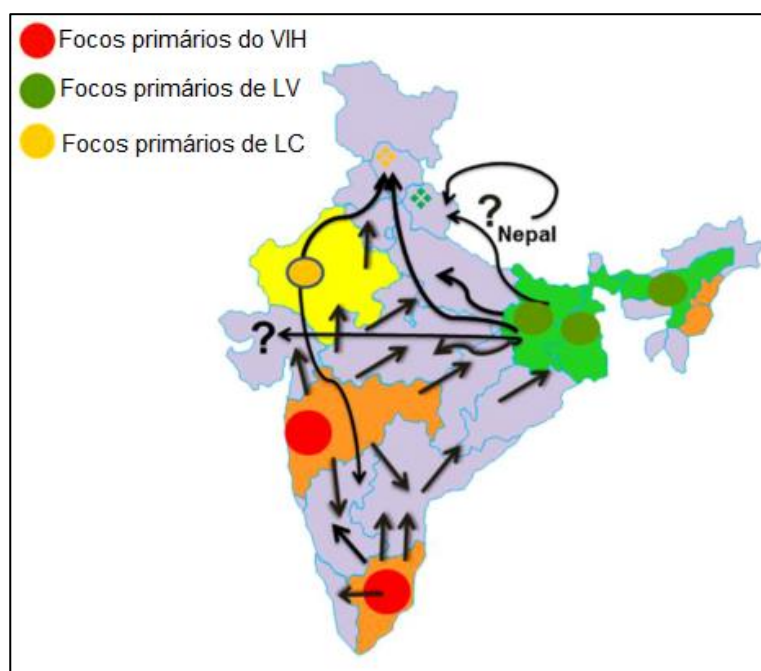 Focos primários do VIH
Focos primários de LV
Focos primários de LC
?
Nepal
?